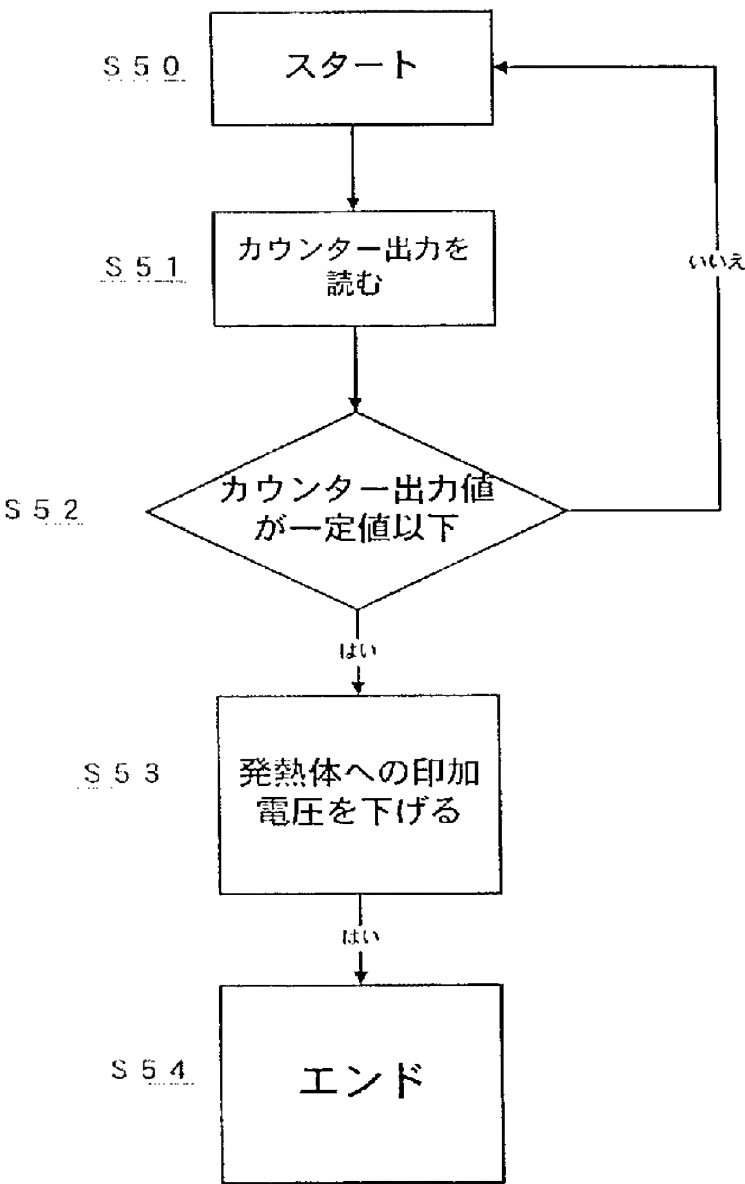 S50
スタート
S51
カウンター出力を
読む
いいえ
S52
カウンター出力値
が一定値以下
はい
S53
発熱体への印加
電圧を下げる
はい
S54
エンド